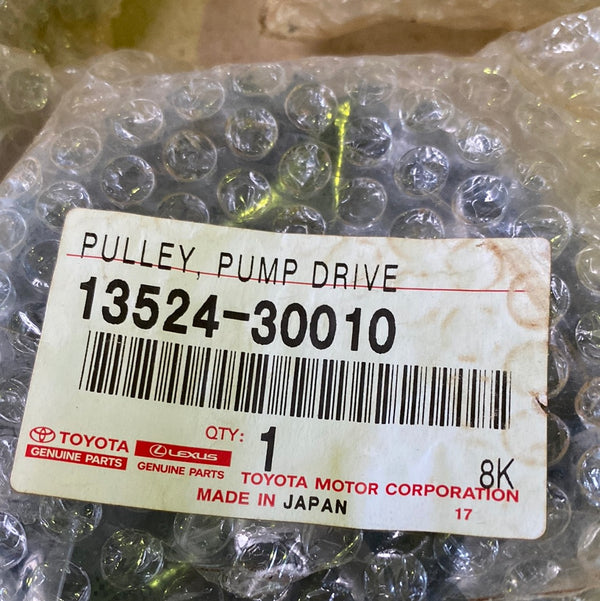 PULLEY, PUMP DRIVE
13524-30010
QTY: 1
TOYOTA LEXUS
GENUINE PARTS GENUINE PARTS
8K
TOYOTA MOTOR CORPORATION
MADE IN JAPAN
17